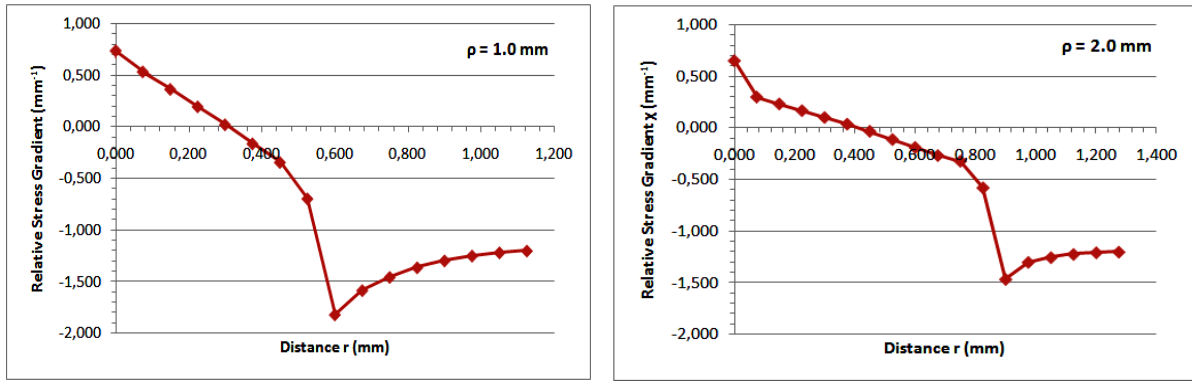 1,000
0,500
0,000
-0,500
-1,000
-1,500
-2,000
0,000 0,200 0,400 0,600 0,800 1,000 1,200
Relative Stress Gradient (mm⁻¹)
Distance r (mm)
ρ = 1.0 mm
1,000
0,500
0,000
-0,500
-1,000
-1,500
-2,000
0,000 0,200 0,400 0,600 0,800 1,000 1,200 1,400
Relative Stress Gradient χ (mm⁻¹)
Distance r (mm)
ρ = 2.0 mm